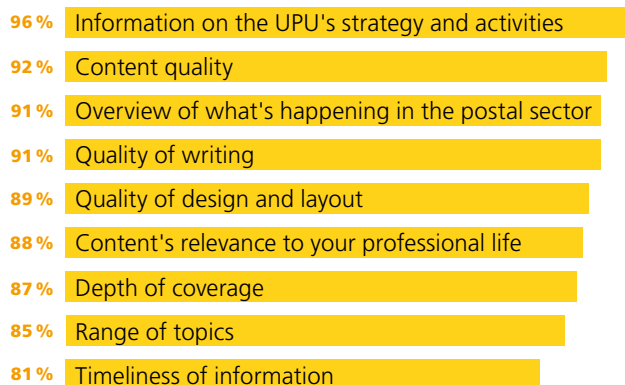 96% Information on the UPU's strategy and activities
92% Content quality
91% Overview of what's happening in the postal sector
91% Quality of writing
89% Quality of design and layout
88% Content's relevance to your professional life
87% Depth of coverage
85% Range of topics
81% Timeliness of information